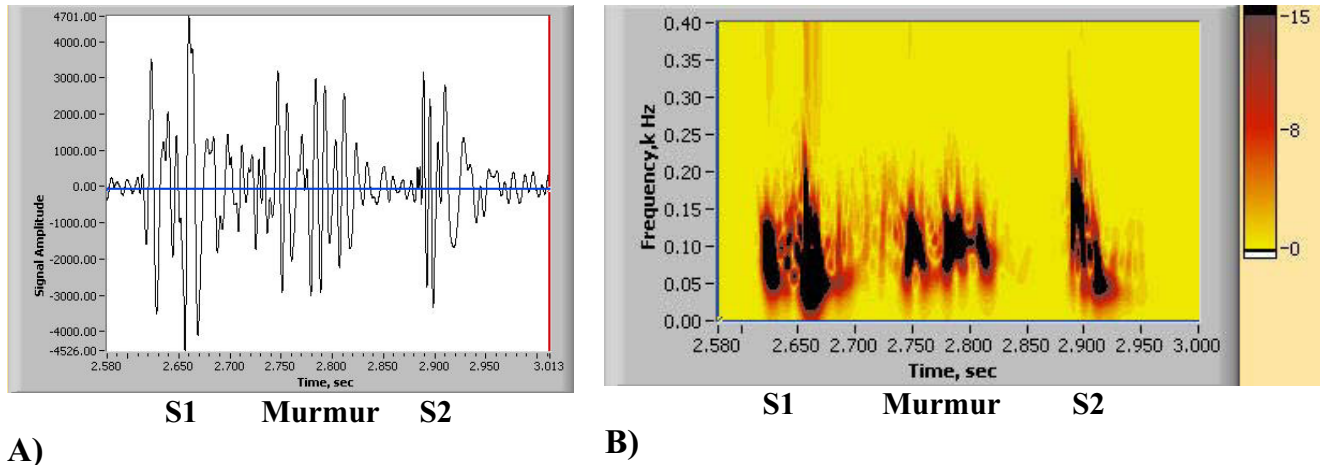 4701.00
4000.00
3000.00
2000.00
1000.00
0.00
-1000.00
-2000.00
-3000.00
-4000.00
-4526.00
Signal Amplitude
2.580 2.650 2.700 2.750 2.800 2.850 2.900 2.950 3.013
Time, sec
S1 Murmur S2
A)
B)
0.40
0.35
0.30
0.25
0.20
0.15
0.10
0.05
0.00
Frequency,k Hz
2.580 2.650 2.700 2.750 2.800 2.850 2.900 2.950 3.000
Time, sec
S1 Murmur S2
B)
-15
-8
-0